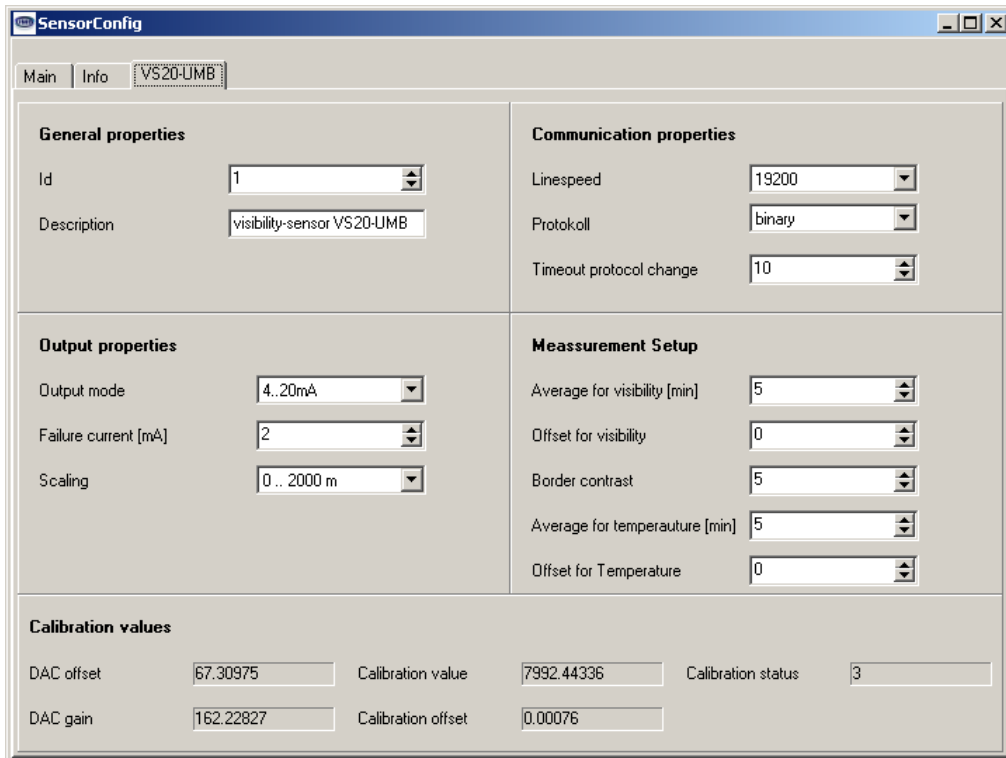 SensorConfig
Main Info VS20-UMB
General properties
Id 1
Description visibility-sensor VS20-UMB
Communication properties
Linespeed 19200
Protokoll binary
Timeout protocol change 10
Output properties
Output mode 4..20mA
Failure current [mA] 2
Scaling 0 .. 2000 m
Meassurement Setup
Average for visibility [min] 5
Offset for visibility 0
Border contrast 5
Average for temperauture [min] 5
Offset for Temperature 0
Calibration values
DAC offset 67.30975 Calibration value 7992.44336 Calibration status 3
DAC gain 162.22827 Calibration offset 0.00076